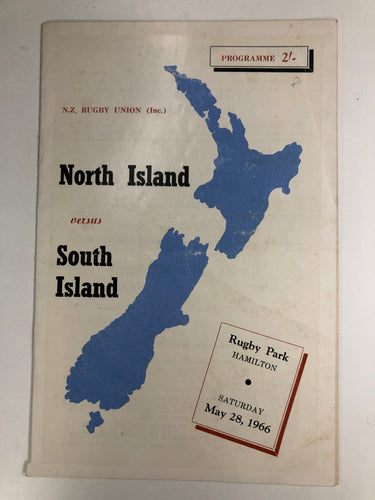 PROGRAMME 2/-
N.Z. RUGBY UNION (Inc.)
North Island
versus
South
Island
Rugby Park
HAMILTON
SATURDAY
May 28, 1966